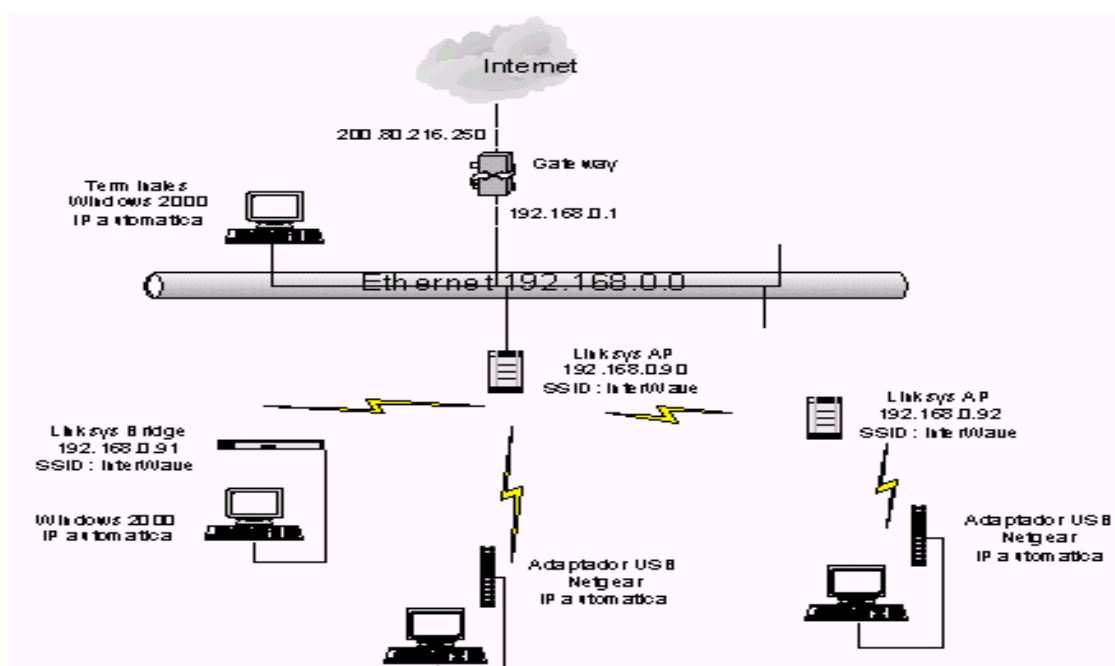 Internet
200.80.216.250
Gateway
Terminales
Windows 2000
IP automatica
192.168.0.1
Ethernet 192.168.0.0
Linksys AP
192.168.0.90
SSID : InterWave
Linksys AP
192.168.0.92
SSID : InterWave
Linksys Bridge
192.168.0.91
SSID : InterWave
Windows 2000
IP automatica
Adaptador USB
Netgear
IP automatica
Adaptador USB
Netgear
IP automatica